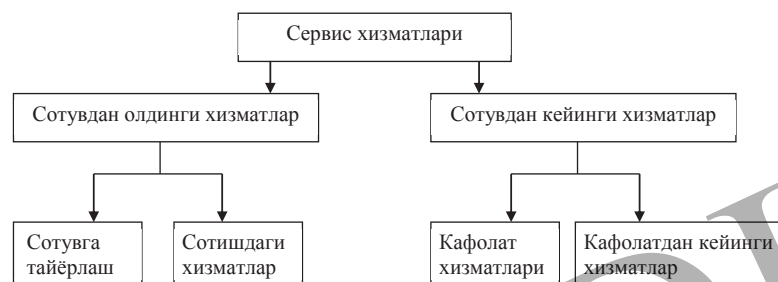 Сервис хизматлари
Сотувдан олдинги хизматлар
Сотувдан кейинги хизматлар
Сотувга
тайёрлаш
Сотишдаги
хизматлар
Кафолат
хизматлари
Кафолатдан кейинги
хизматлар